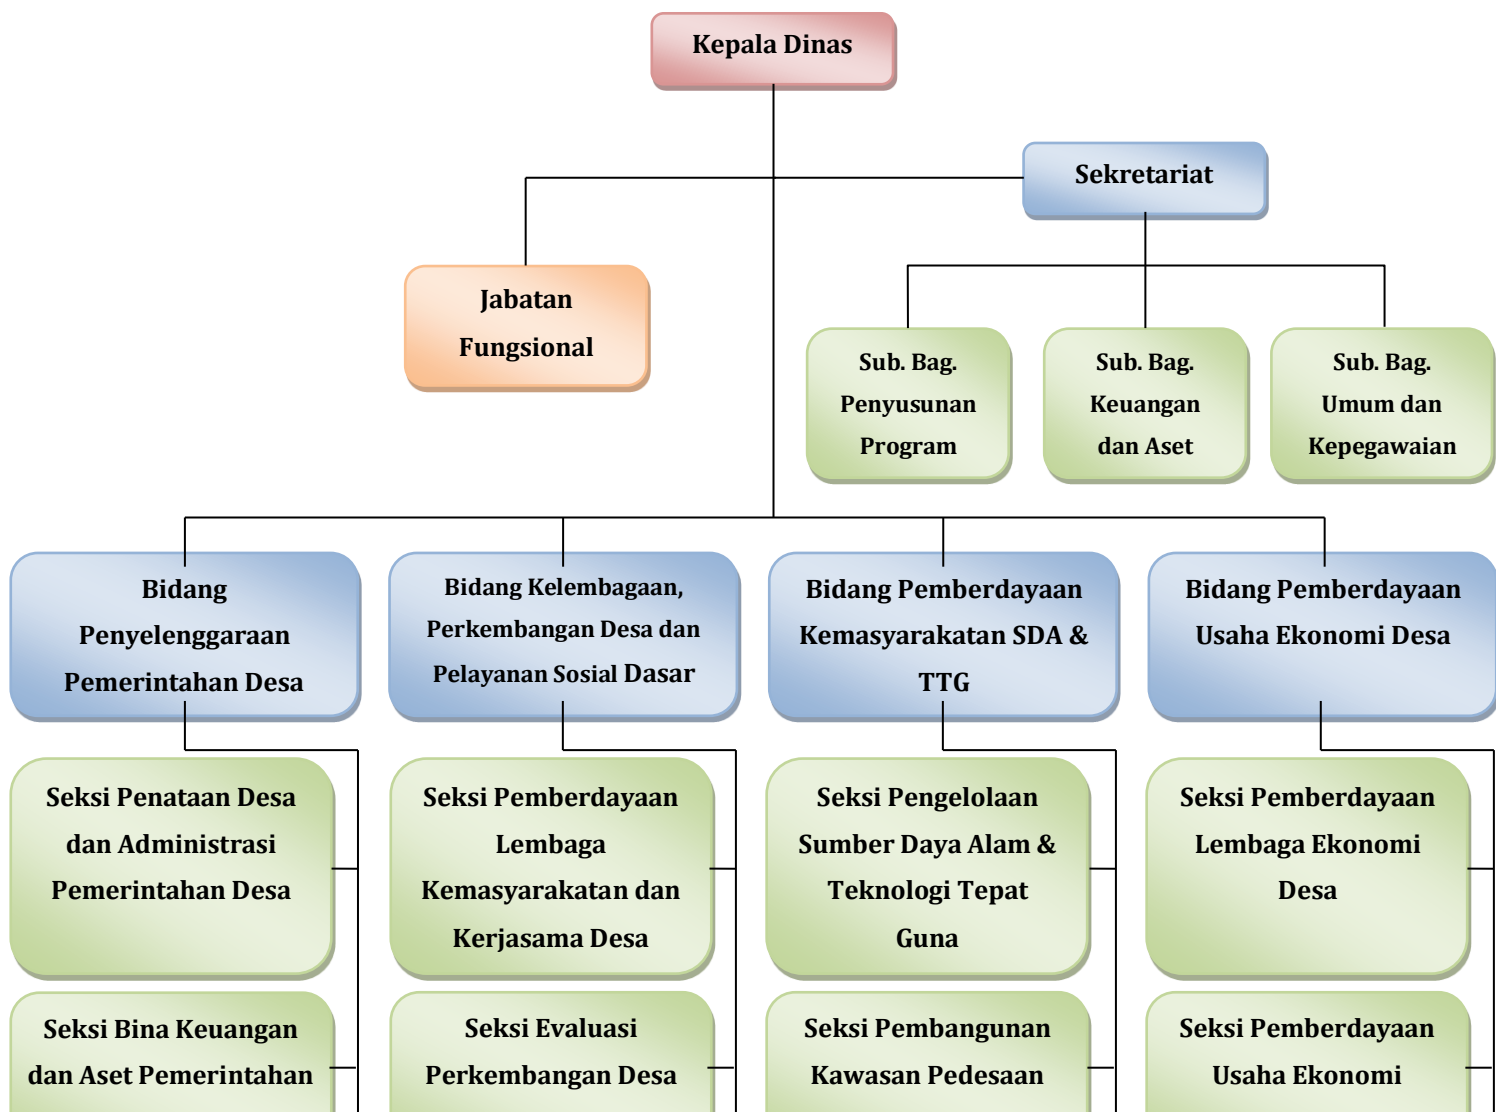 Kepala Dinas
Sekretariat
Jabatan
Fungsional
Sub. Bag.
Penyusunan
Program
Sub. Bag.
Keuangan
dan Aset
Sub. Bag.
Umum dan
Kepegawaian
Bidang
Penyelenggaraan
Pemerintahan Desa
Bidang Kelembagaan,
Perkembangan Desa dan
Pelayanan Sosial Dasar
Bidang Pemberdayaan
Kemasyarakatan SDA &
TTG
Bidang Pemberdayaan
Usaha Ekonomi Desa
Seksi Penataan Desa
dan Administrasi
Pemerintahan Desa
Seksi Pemberdayaan
Lembaga
Kemasyarakatan dan
Kerjasama Desa
Seksi Pengelolaan
Sumber Daya Alam &
Teknologi Tepat
Guna
Seksi Pemberdayaan
Lembaga Ekonomi
Desa
Seksi Bina Keuangan
dan Aset Pemerintahan
Seksi Evaluasi
Perkembangan Desa
Seksi Pembangunan
Kawasan Pedesaan
Seksi Pemberdayaan
Usaha Ekonomi